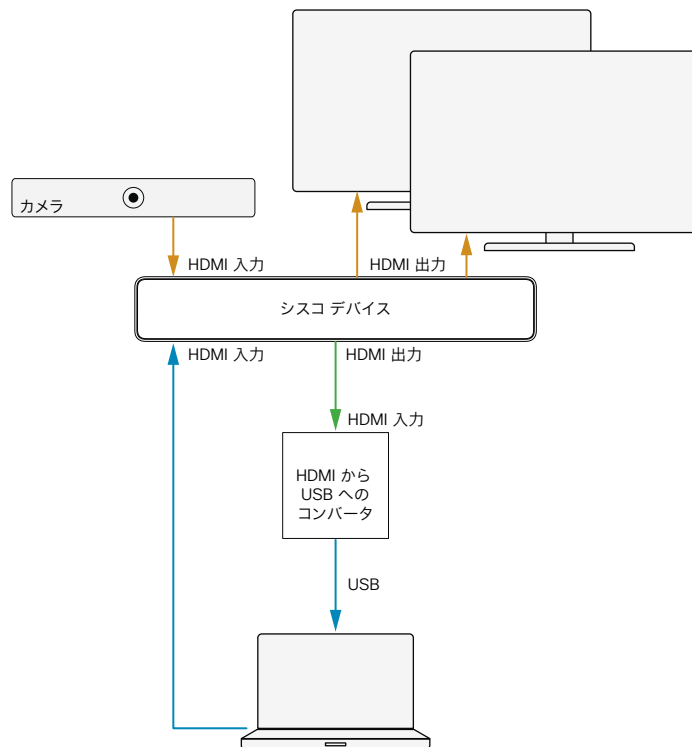 カメラ
HDMI 入力
HDMI 出力
シスコ デバイス
HDMI 入力
HDMI 出力
HDMI 入力
HDMI から
USB への
コンバータ
USB